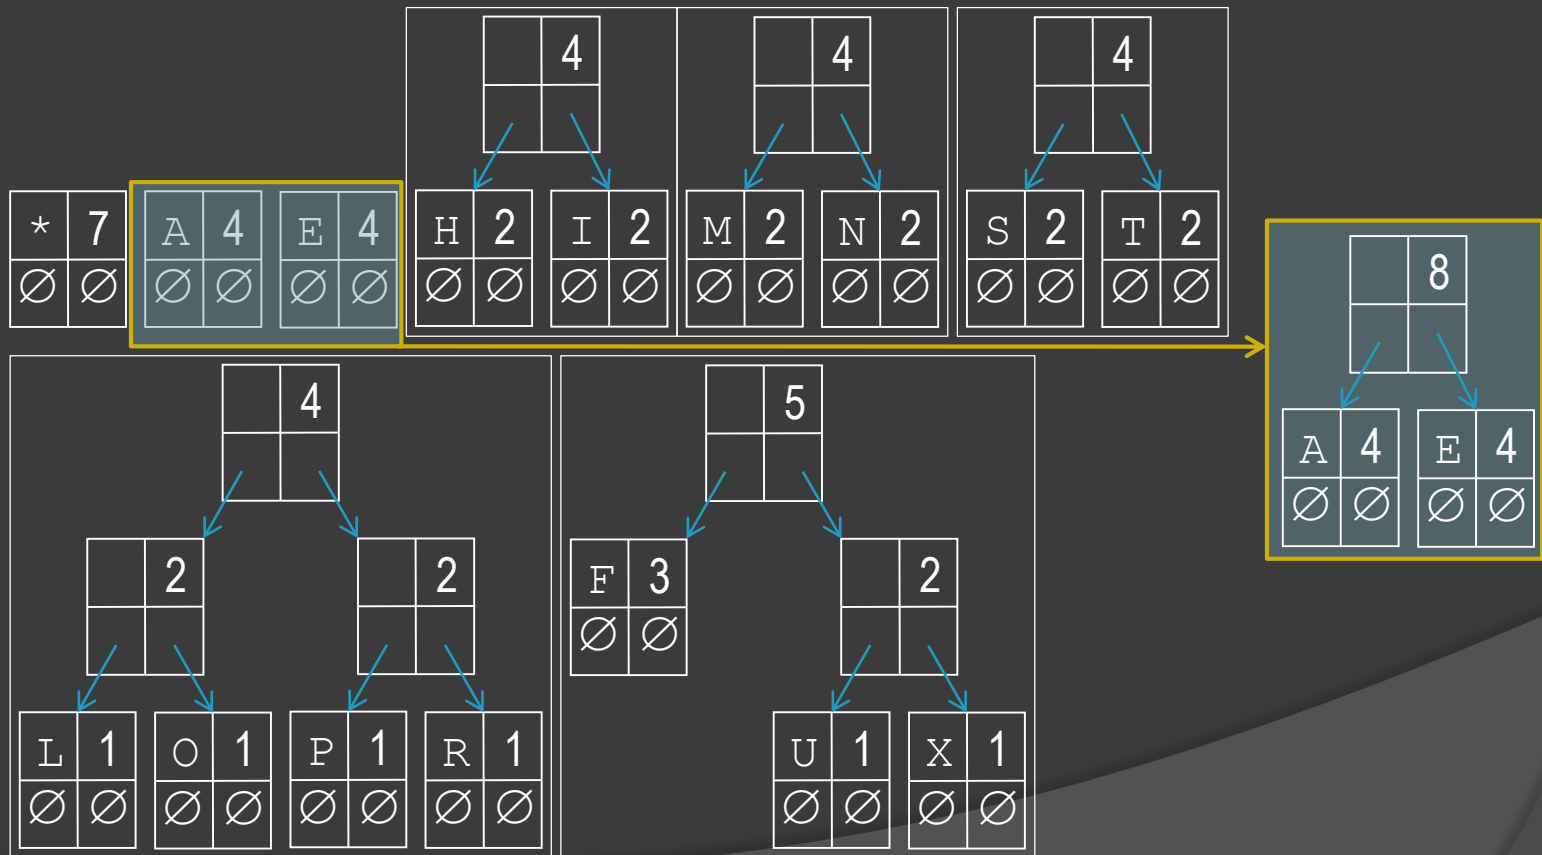 4 4 4
* 7 A 4 E 4 H 2 I 2 M 2 N 2 S 2 T 2
∅ ∅ ∅ ∅ ∅ ∅ ∅ ∅ ∅ ∅ ∅ ∅ ∅ ∅ ∅ ∅ ∅ ∅
8
A 4 E 4
∅ ∅ ∅ ∅
4 5
2 2 F 3 2
∅ ∅
L 1 O 1 P 1 R 1 U 1 X 1
∅ ∅ ∅ ∅ ∅ ∅ ∅ ∅ ∅ ∅ ∅ ∅